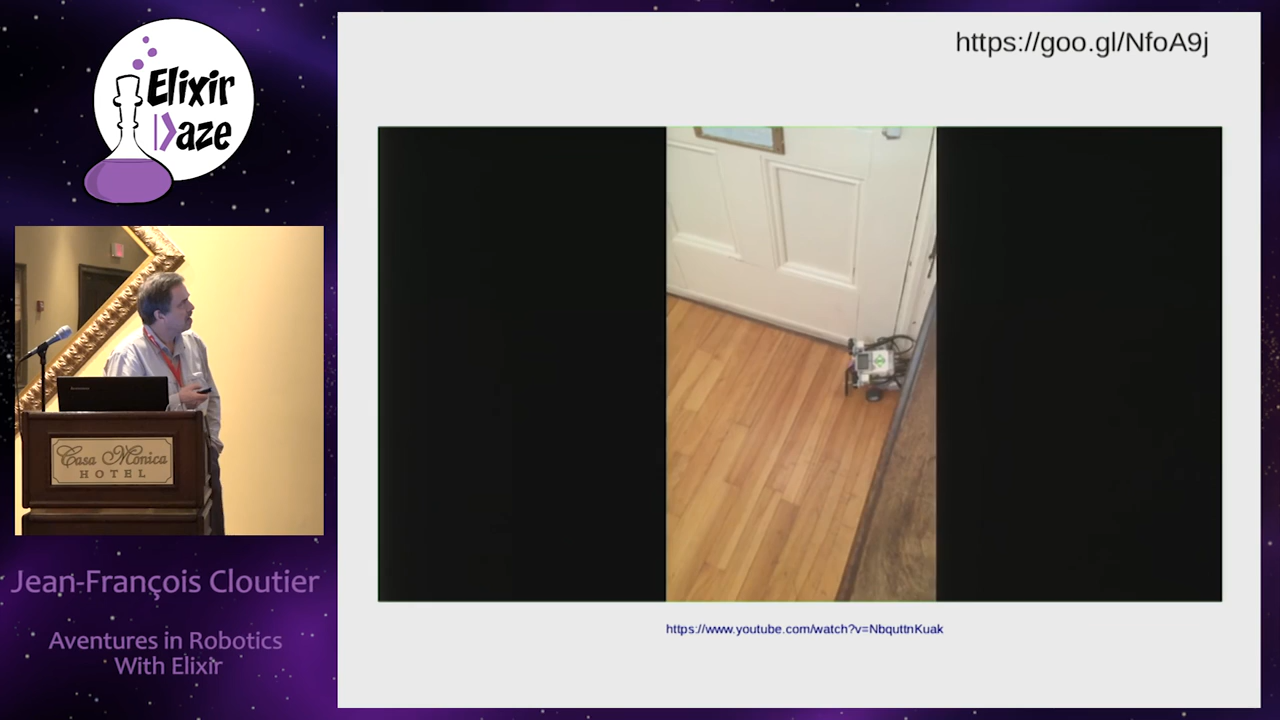 Elixir
Daze
Casa Monica
HOTEL
Jean-François Cloutier
Aventures in Robotics
With Elixir
https://goo.gl/NfoA9j
https://www.youtube.com/watch?v=NbquttnKuak